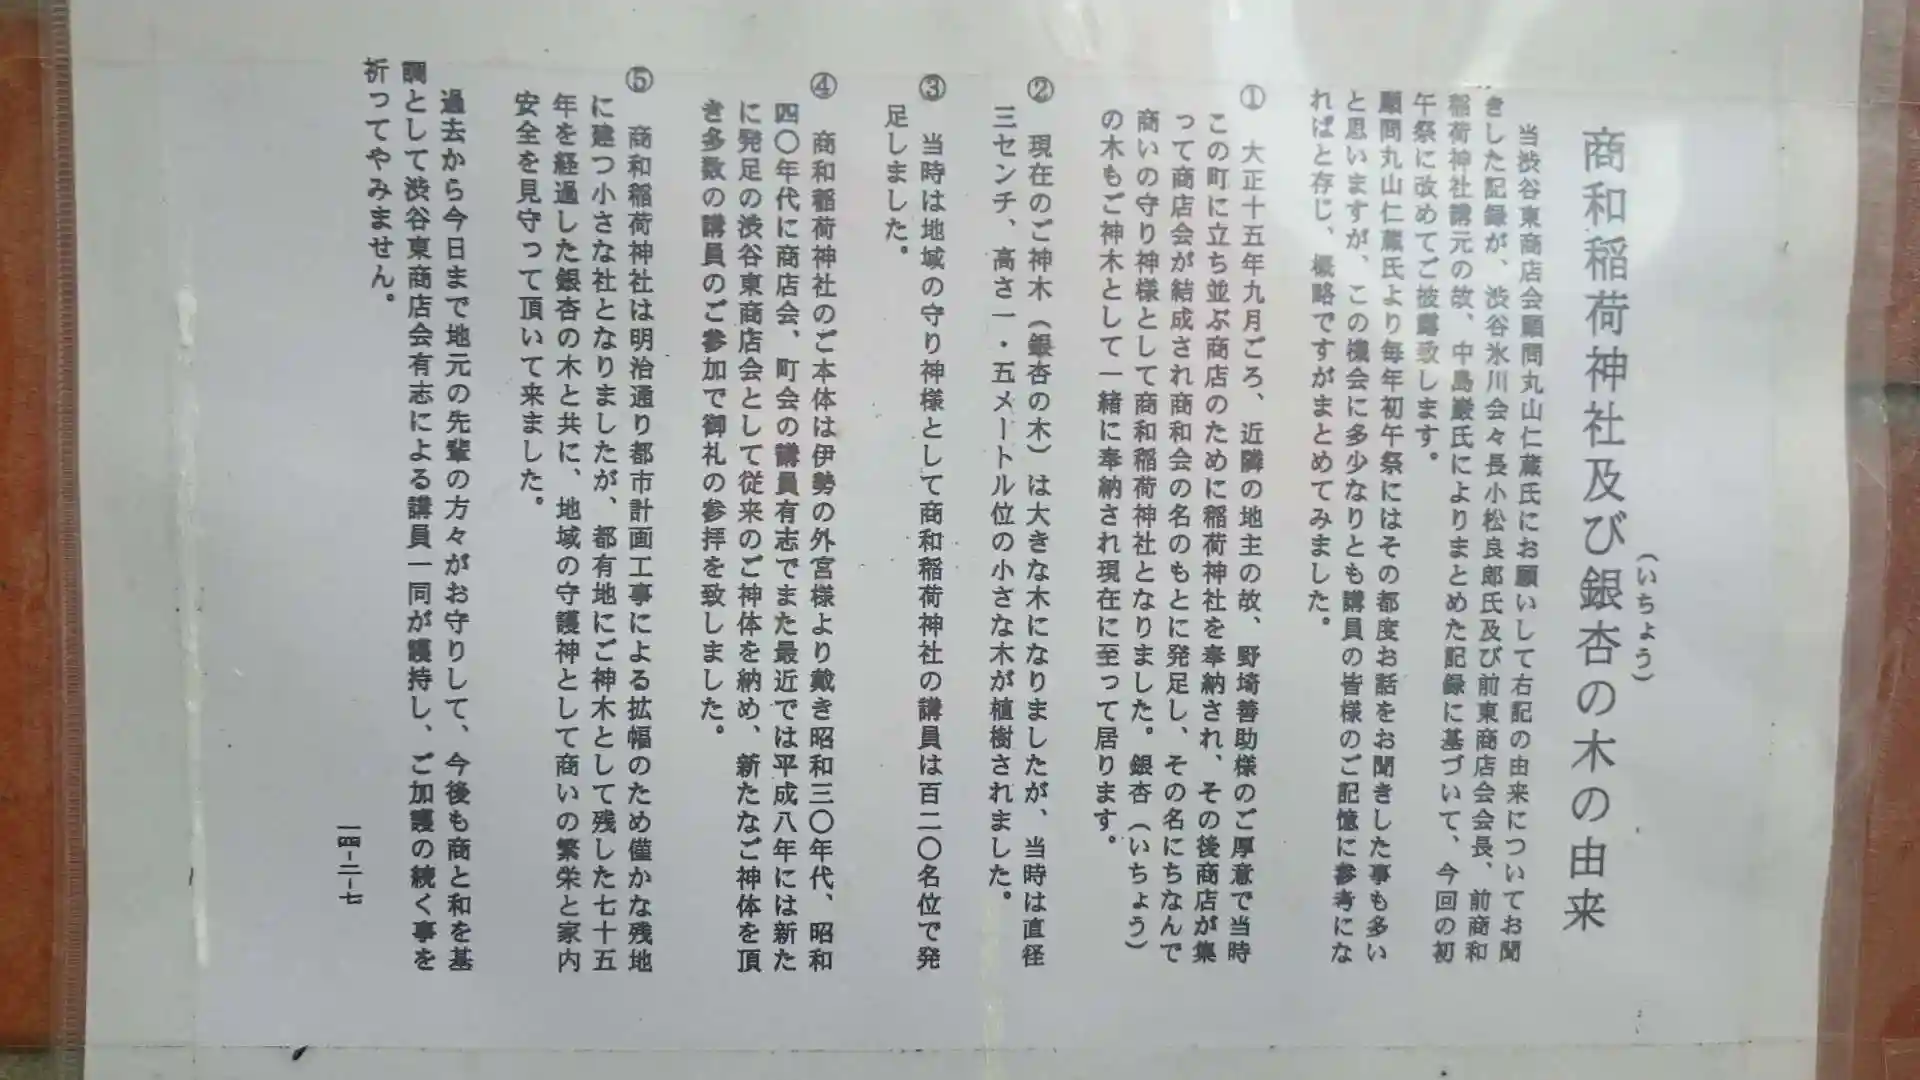 商和稲荷神社及び銀杏の木の由来
（いちょう）
当渋谷東商店会顧問丸山仁蔵氏にお願いして右記の由来についてお聞
きした記録が、渋谷氷川会々長小松良郎氏及び前東商店会会長、前商和
稲荷神社講元の故、中島巌氏によりまとめた記録に基づいて、今回の初
午祭に改めてご披露致します。
顧問丸山仁蔵氏より毎年初午祭にはその都度お話をお聞きした事も多い
と思いますが、この機会に多少なりとも講員の皆様のご記憶に参考にな
ればと存じ、概略ですがまとめてみました。
① 大正十五年九月ごろ、近隣の地主の故、野埼善助様のご厚意で当時
この町に立ち並ぶ商店のために稲荷神社を奉納され、その後商店が集
って商店会が結成され商和会の名のもとに発足し、その名にちなんで
商いの守り神様として商和稲荷神社となりました。銀杏（いちょう）
の木もご神木として一緒に奉納され現在に至って居ります。
② 現在のご神木（銀杏の木）は大きな木になりましたが、当時は直径
三センチ、高さ一・五メートル位の小さな木が植樹されました。
③ 当時は地域の守り神様として商和稲荷神社の講員は百二〇名位で発
足しました。
④ 商和稲荷神社のご本体は伊勢の外宮様より戴き昭和三〇年代、昭和
四〇年代に商店会、町会の講員有志でまた最近では平成八年には新た
に発足の渋谷東商店会として従来のご神体を納め、新たなご神体を頂
き多数の講員のご参加で御礼の参拝を致しました。
⑤ 商和稲荷神社は明治通り都市計画工事による拡幅のため僅かな残地
に建つ小さな社となりましたが、都有地にご神木として残した七十五
年を経過した銀杏の木と共に、地域の守護神として商いの繁栄と家内
安全を見守って頂いて来ました。
過去から今日まで地元の先輩の方々がお守りして、今後も商と和を基
調として渋谷東商店会有志による講員一同が護持し、ご加護の続く事を
祈ってやみません。
一四-二-七